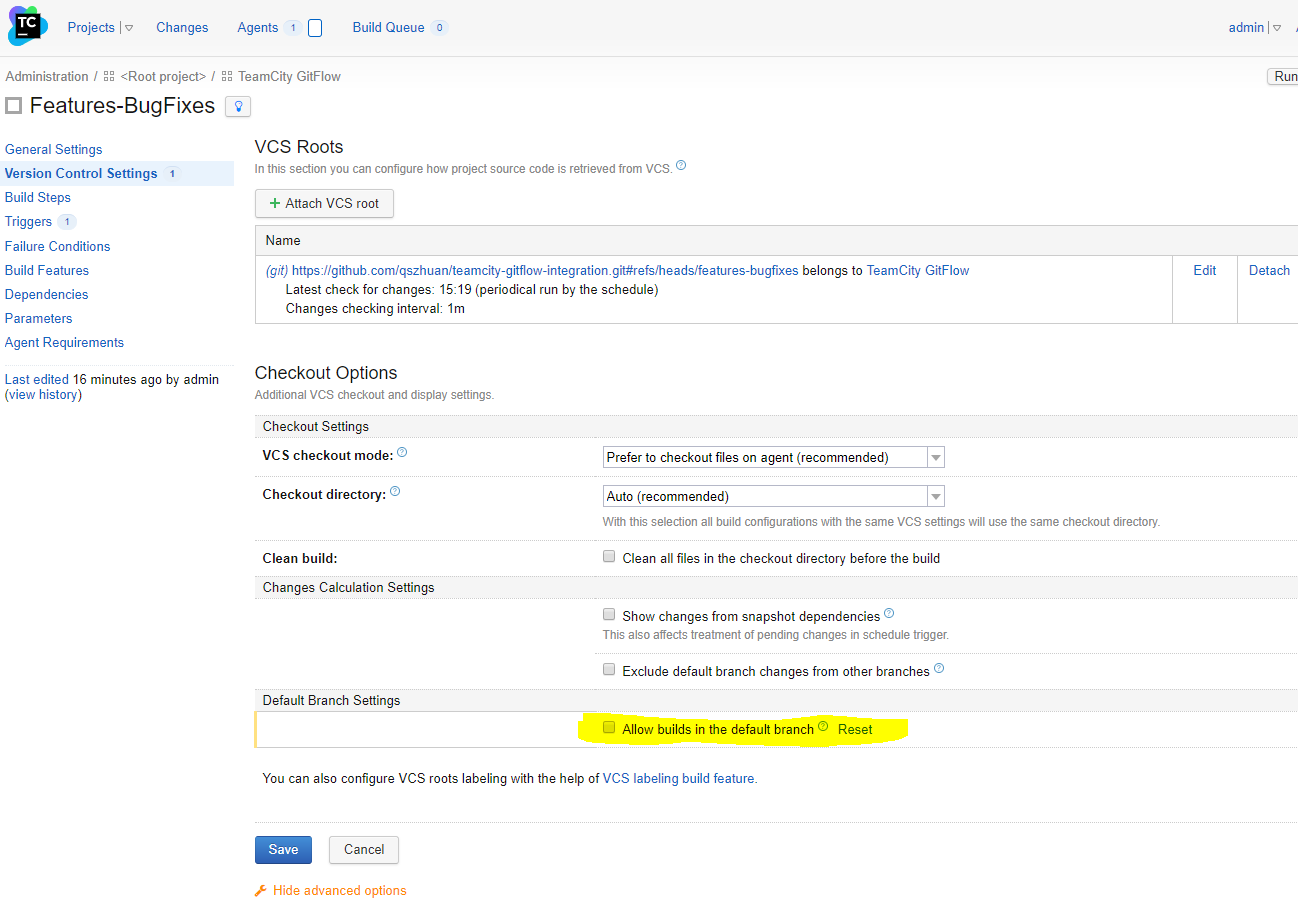 TC
Projects
Changes
Agents 1
Build Queue 0
admin
Administration / <Root project> / TeamCity GitFlow
Run
Features-BugFixes
General Settings
Version Control Settings 1
Build Steps
Triggers 1
Failure Conditions
Build Features
Dependencies
Parameters
Agent Requirements
Last edited 16 minutes ago by admin
(view history)
VCS Roots
In this section you can configure how project source code is retrieved from VCS. ?
+ Attach VCS root
Name
(git) https://github.com/qszhuan/teamcity-gitflow-integration.git#refs/heads/features-bugfixes belongs to TeamCity GitFlow
Edit
Detach
Latest check for changes: 15:19 (periodical run by the schedule)
Changes checking interval: 1m
Checkout Options
Additional VCS checkout and display settings.
Checkout Settings
VCS checkout mode: ?
Prefer to checkout files on agent (recommended)
Checkout directory: ?
Auto (recommended)
With this selection all build configurations with the same VCS settings will use the same checkout directory.
Clean build:
Clean all files in the checkout directory before the build
Changes Calculation Settings
Show changes from snapshot dependencies ?
This also affects treatment of pending changes in schedule trigger.
Exclude default branch changes from other branches ?
Default Branch Settings
Allow builds in the default branch ? Reset
You can also configure VCS roots labeling with the help of VCS labeling build feature.
Save
Cancel
Hide advanced options